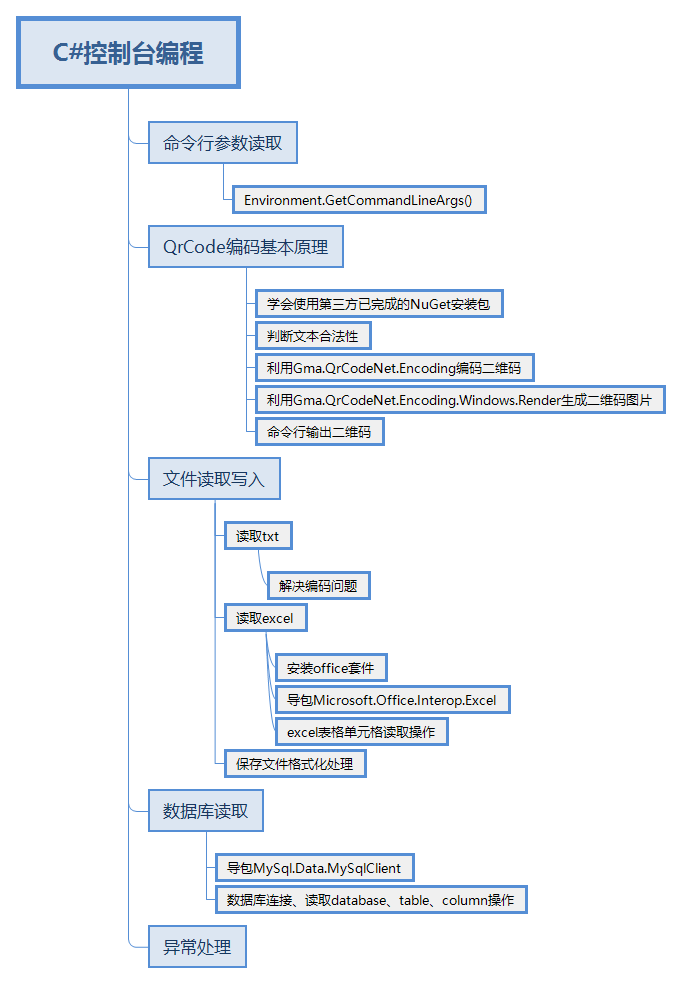 C#控制台编程
命令行参数读取
Environment.GetCommandLineArgs()
QrCode编码基本原理
学会使用第三方已完成的NuGet安装包
判断文本合法性
利用Gma.QrCodeNet.Encoding编码二维码
利用Gma.QrCodeNet.Encoding.Windows.Render生成二维码图片
命令行输出二维码
文件读取写入
读取txt
解决编码问题
读取excel
安装office套件
导包Microsoft.Office.Interop.Excel
excel表格单元格读取操作
保存文件格式化处理
数据库读取
导包MySql.Data.MySqlClient
数据库连接、读取database、table、column操作
异常处理